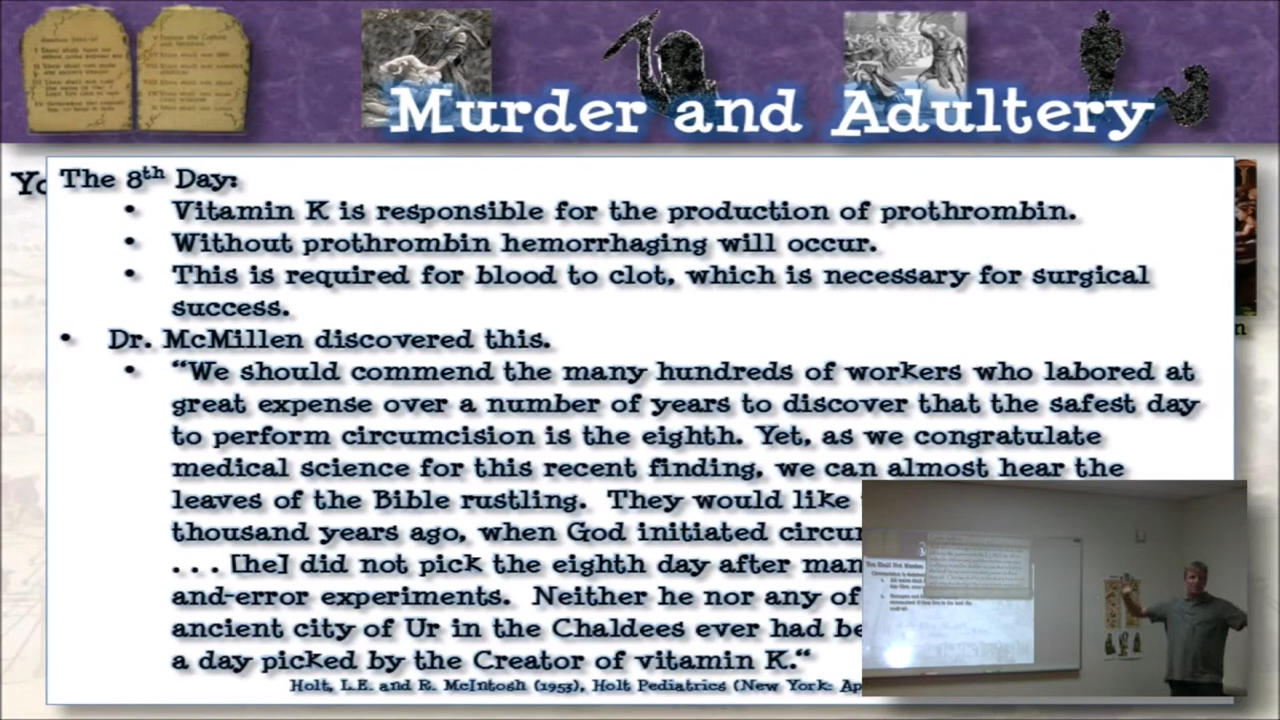 Murder and Adultery
Yo
The 8th Day:
• Vitamin K is responsible for the production of prothrombin.
• Without prothrombin hemorrhaging will occur.
• This is required for blood to clot, which is necessary for surgical
success.
• Dr. McMillen discovered this.
• “We should commend the many hundreds of workers who labored at
great expense over a number of years to discover that the safest day
to perform circumcision is the eighth. Yet, as we congratulate
medical science for this recent finding, we can almost hear the
leaves of the Bible rustling. They would like
thousand years ago, when God initiated circu
. . . [he] did not pick the eighth day after man
and-error experiments. Neither he nor any of
ancient city of Ur in the Chaldees ever had be
a day picked by the Creator of vitamin K.“
Holt, L.E. and R. McIntosh (1953), Holt Pediatrics (New York: Ap
n
You Shall Not Murder